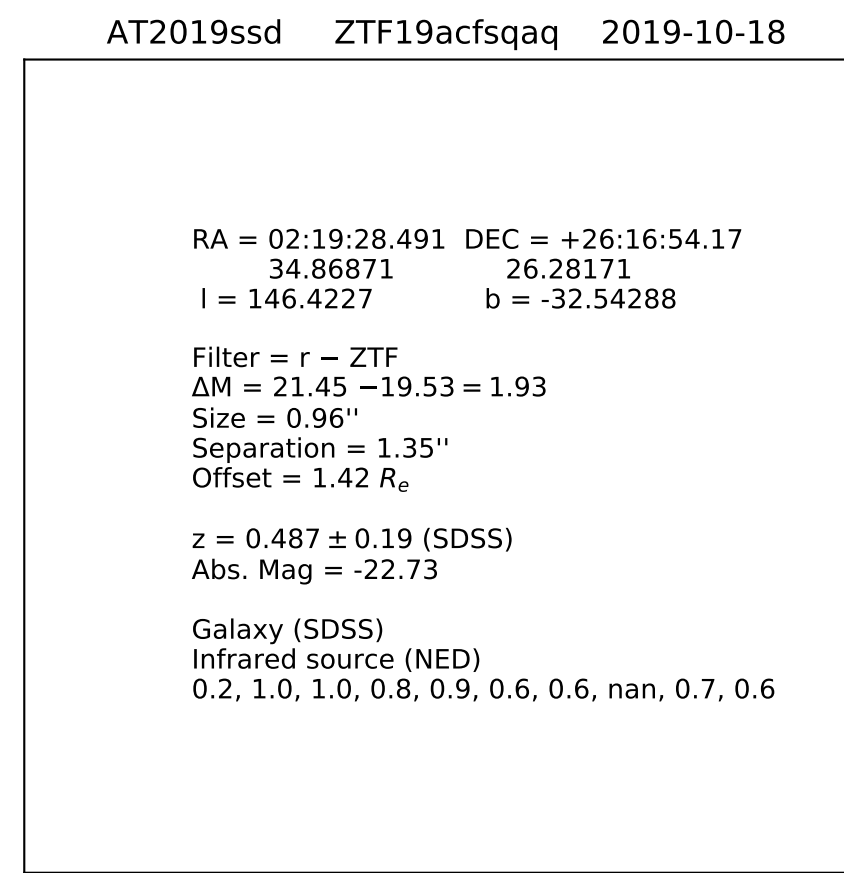 AT2019ssd ZTF19acfsqaq 2019-10-18
RA = 02:19:28.491 DEC = +26:16:54.17
34.86871 26.28171
l = 146.4227 b = -32.54288
Filter = r − ZTF
ΔM = 21.45 −19.53 = 1.93
Size = 0.96''
Separation = 1.35''
Offset = 1.42 Re
z = 0.487 ± 0.19 (SDSS)
Abs. Mag = -22.73
Galaxy (SDSS)
Infrared source (NED)
0.2, 1.0, 1.0, 0.8, 0.9, 0.6, 0.6, nan, 0.7, 0.6